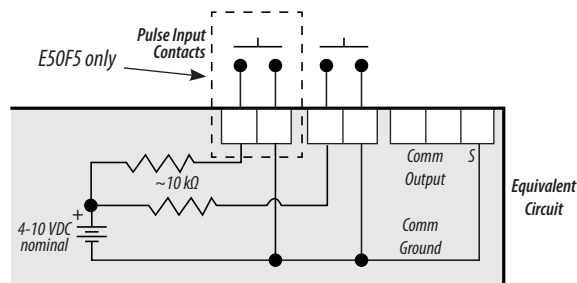 Pulse Input
Contacts
E50F5 only
~10 kΩ
+
4-10 VDC
nominal
Comm
Output
S
Comm
Ground
Equivalent
Circuit